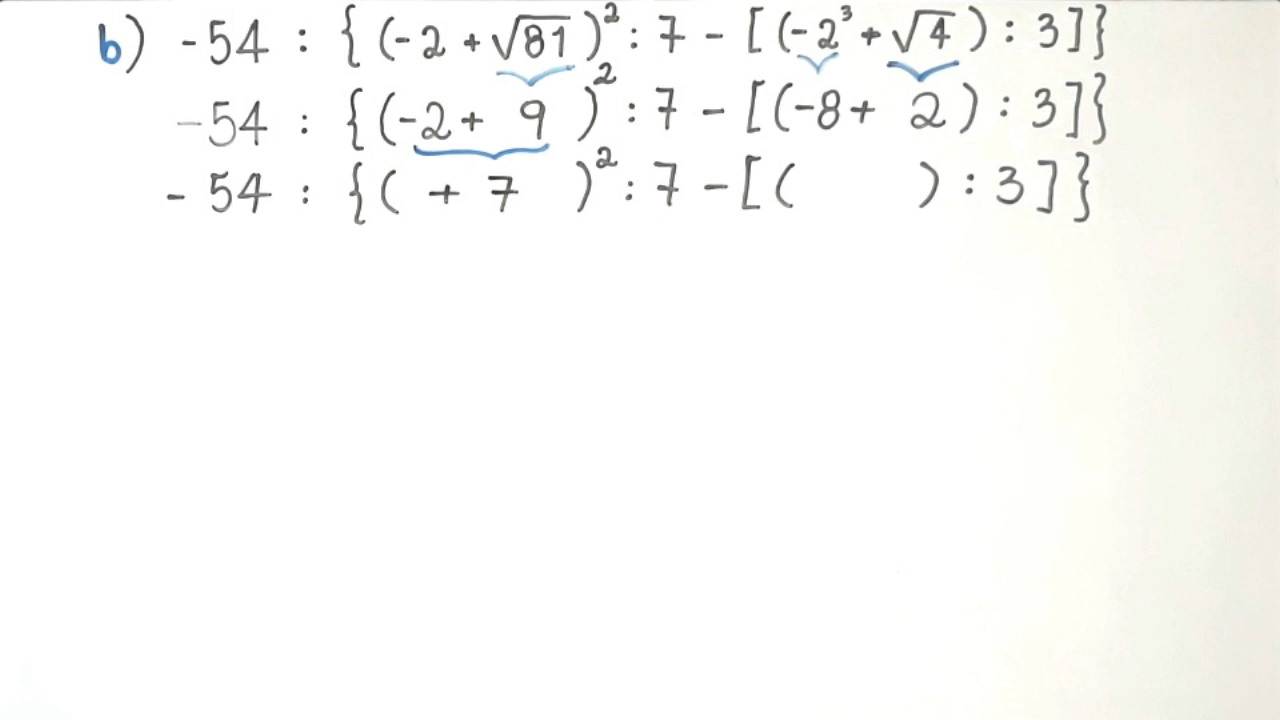 b) -54 : { (-2 + √81)² : 7 - [(-2³ + √4) : 3]}
-54 : {(-2 + 9)² : 7 - [(-8 + 2) : 3]}
-54 : {( + 7 )² : 7 - [( ) : 3]}